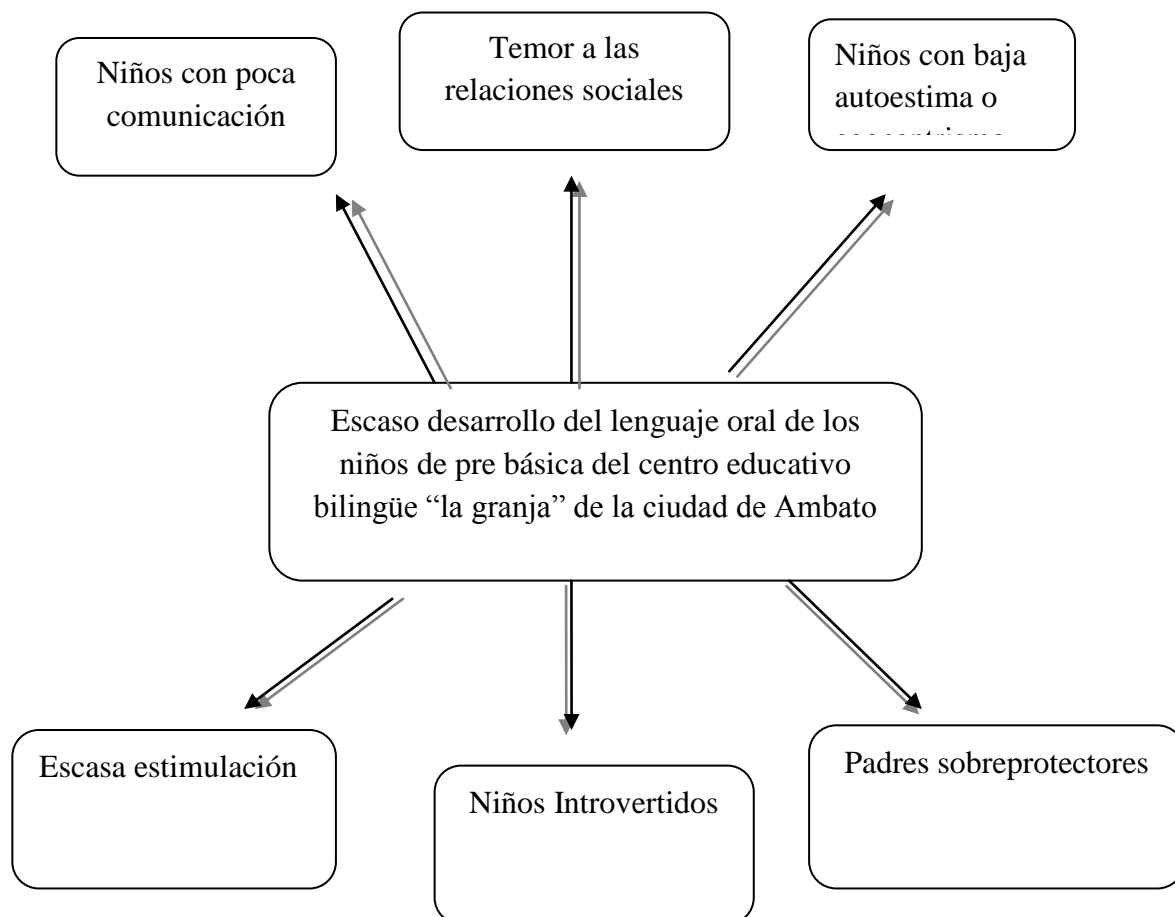 Niños con poca
comunicación
Temor a las
relaciones sociales
Niños con baja
autoestima o
Escaso desarrollo del lenguaje oral de los
niños de pre básica del centro educativo
bilingüe “la granja” de la ciudad de Ambato
Escasa estimulación
Niños Introvertidos
Padres sobreprotectores